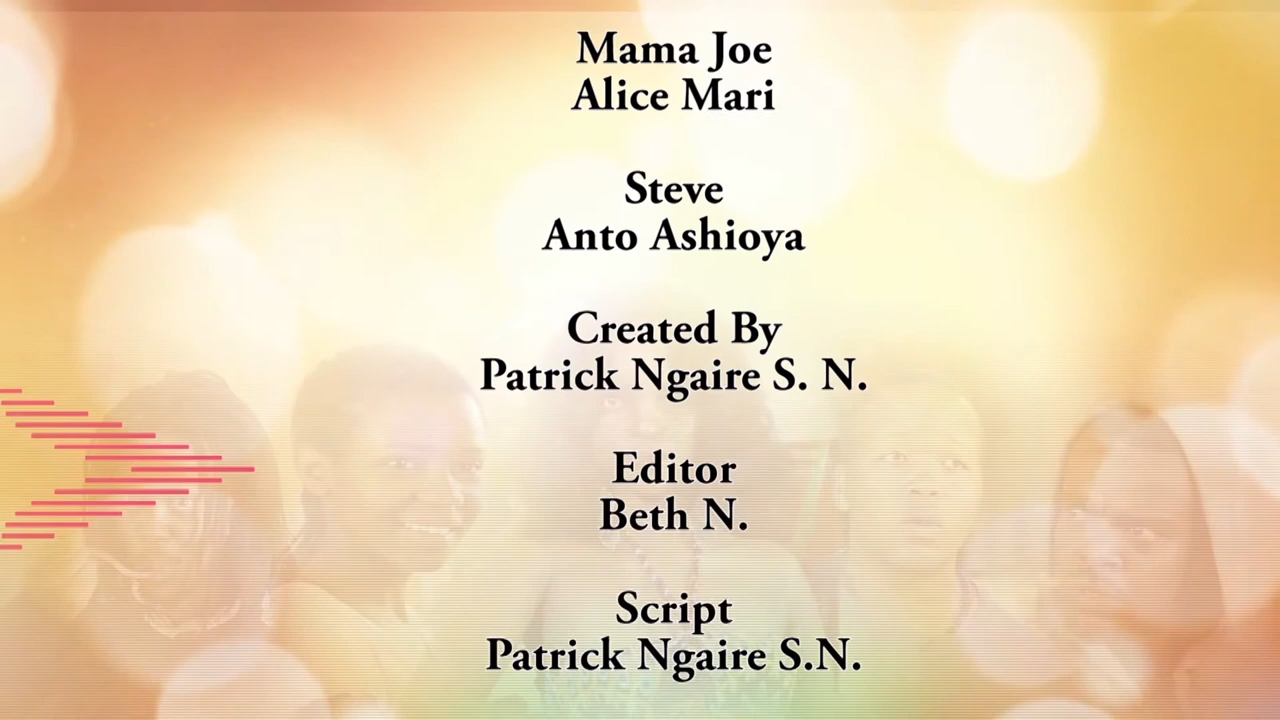 Mama Joe
Alice Mari
Steve
Anto Ashioya
Created By
Patrick Ngaire S. N.
Editor
Beth N.
Script
Patrick Ngaire S.N.